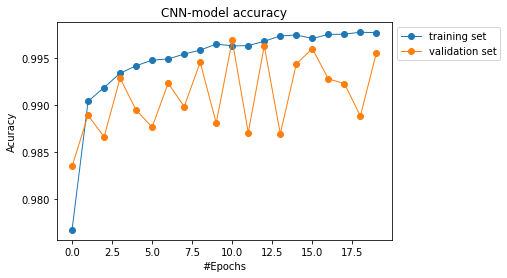 CNN-model accuracy
training set
validation set
0.995
0.990
0.985
0.980
Acuracy
0.0 2.5 5.0 7.5 10.0 12.5 15.0 17.5
#Epochs